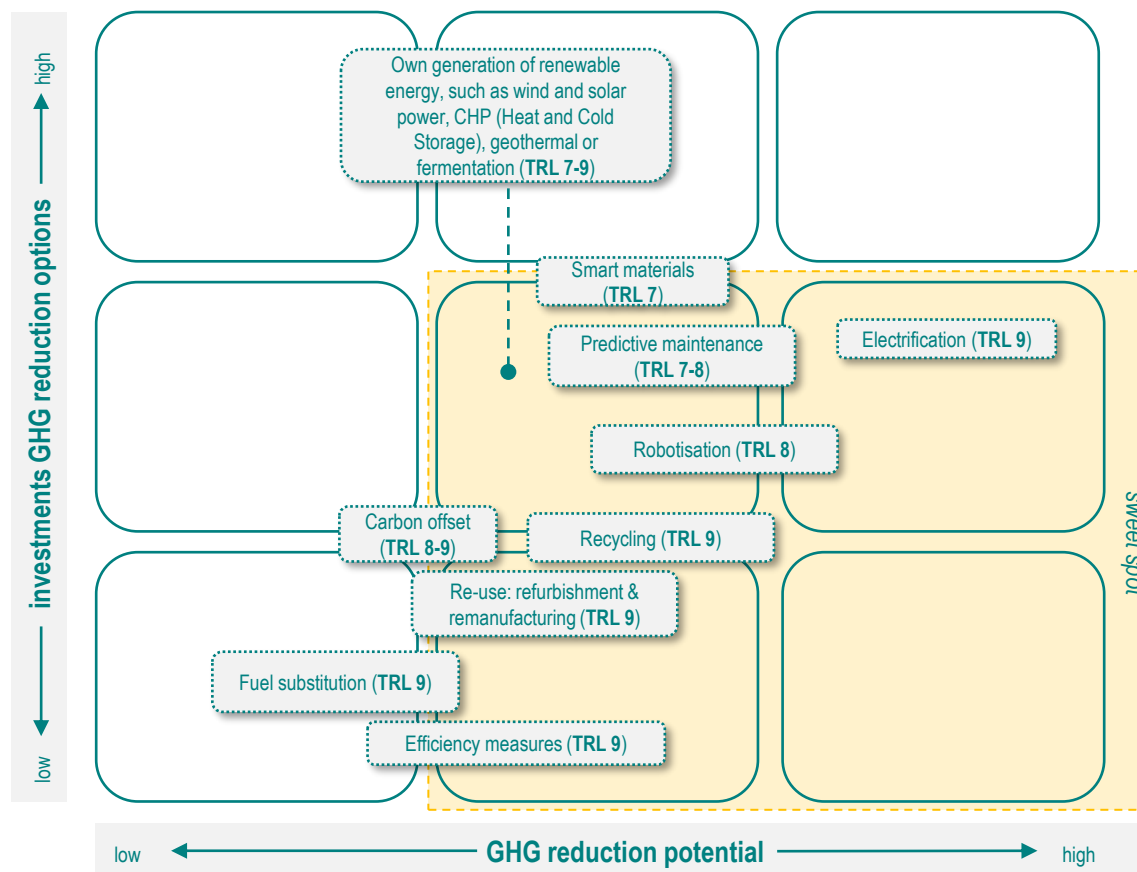 high
investments GHG reduction options
low
Own generation of renewable
energy, such as wind and solar
power, CHP (Heat and Cold
Storage), geothermal or
fermentation (TRL 7-9)
Smart materials
(TRL 7)
Predictive maintenance
(TRL 7-8)
Electrification (TRL 9)
Robotisation (TRL 8)
sweet spot
Carbon offset
(TRL 8-9)
Recycling (TRL 9)
Re-use: refurbishment &
remanufacturing (TRL 9)
Fuel substitution (TRL 9)
Efficiency measures (TRL 9)
low
GHG reduction potential
high